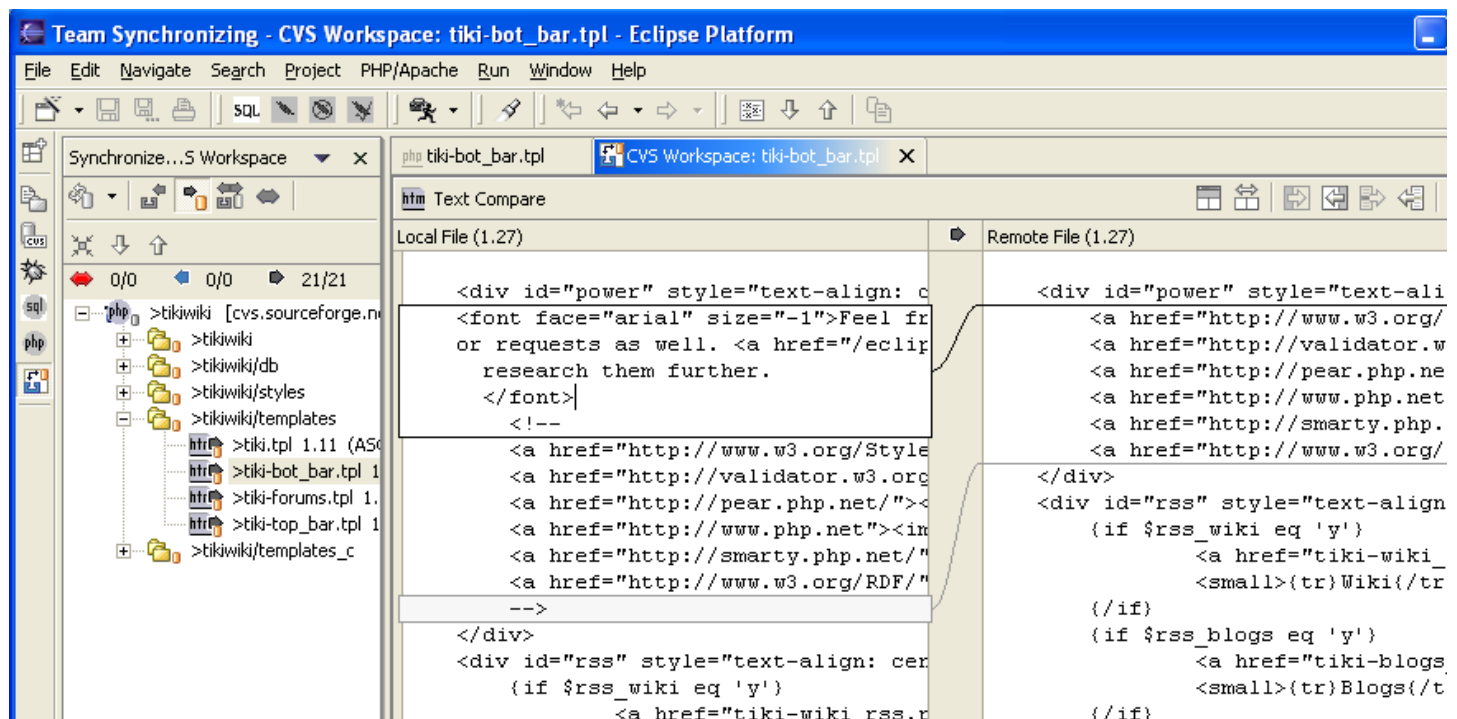 Team Synchronizing - CVS Workspace: tiki-bot_bar.tpl - Eclipse Platform
File Edit Navigate Search Project PHP/Apache Run Window Help
SQL
Synchronize...S Workspace
php tiki-bot_bar.tpl
CVS Workspace: tiki-bot_bar.tpl
htm Text Compare
cvs
sql
php
0/0 0/0 21/21
php >tikiwiki [cvs.sourceforge.n
>tikiwiki
>tikiwiki/db
>tikiwiki/styles
>tikiwiki/templates
>tiki.tpl 1.11 (AS
>tiki-bot_bar.tpl 1
>tiki-forums.tpl 1.
>tiki-top_bar.tpl 1
>tikiwiki/templates_c
Local File (1.27)
<div id="power" style="text-align: c
<font face="arial" size="-1">Feel fr
or requests as well. <a href="/eclip
research them further.
</font>
<!--
<a href="http://www.w3.org/Style
<a href="http://validator.w3.org
<a href="http://pear.php.net/"><
<a href="http://www.php.net"><im
<a href="http://smarty.php.net/"
<a href="http://www.w3.org/RDF/"
-->
</div>
<div id="rss" style="text-align: cen
{if $rss_wiki eq 'y'}
<a href="tiki-wiki_rss.p
Remote File (1.27)
<div id="power" style="text-ali
<a href="http://www.w3.org/
<a href="http://validator.w
<a href="http://pear.php.ne
<a href="http://www.php.net
<a href="http://smarty.php.
<a href="http://www.w3.org/
</div>
<div id="rss" style="text-align
{if $rss_wiki eq 'y'}
<a href="tiki-wiki_
<small>{tr}Wiki{/tr
{/if}
{if $rss_blogs eq 'y'}
<a href="tiki-blogs
<small>{tr}Blogs{/t
{/if}